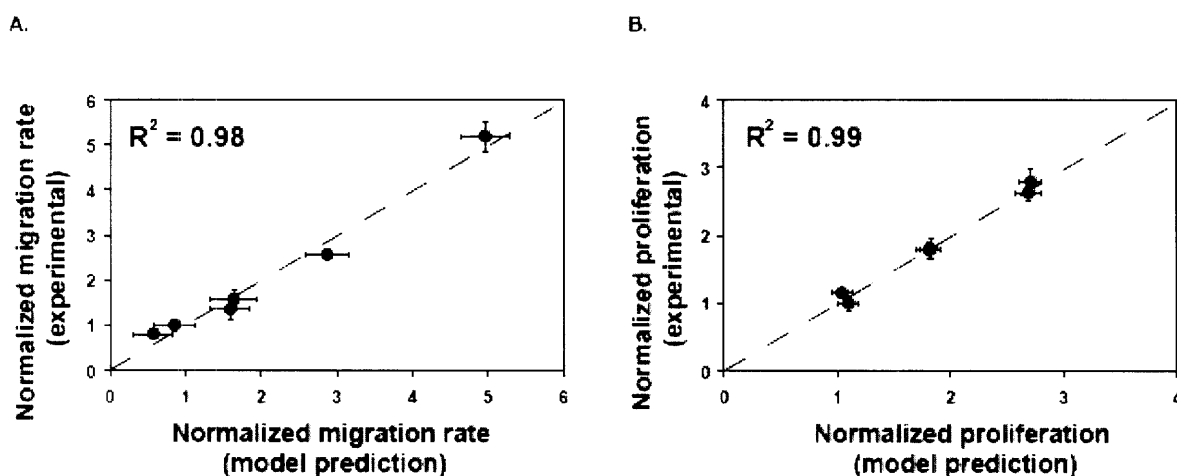 A.
B.
R² = 0.98
Normalized migration rate
(experimental)
6
5
4
3
2
1
0
0 1 2 3 4 5 6
Normalized migration rate
(model prediction)
R² = 0.99
Normalized proliferation
(experimental)
4
3
2
1
0
0 1 2 3 4
Normalized proliferation
(model prediction)